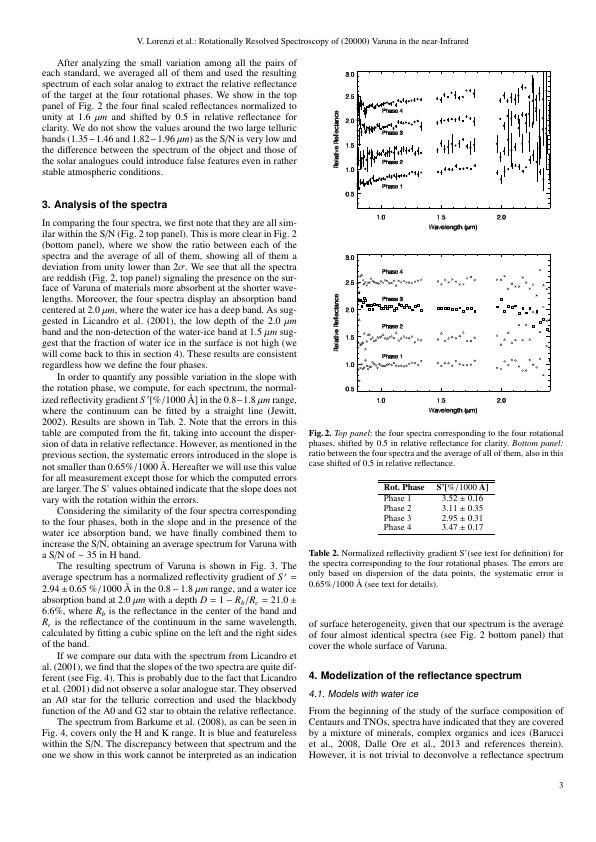 V. Lorenzi et al.: Rotationally Resolved Spectroscopy of (20000) Varuna in the near-Infrared
After analyzing the small variation among all the pairs of
each standard, we averaged all of them and used the resulting
spectrum of each solar analog to extract the relative reflectance
of the target at the four rotational phases. We show in the top
panel of Fig. 2 the four final scaled reflectances normalized to
unity at 1.6 μm and shifted by 0.5 in relative reflectance for
clarity. We do not show the values around the two large telluric
bands (1.35−1.46 and 1.82−1.96 μm) as the S/N is very low and
the difference between the spectrum of the object and those of
the solar analogues could introduce false features even in rather
stable atmospheric conditions.
3. Analysis of the spectra
In comparing the four spectra, we first note that they are all sim-
ilar within the S/N (Fig. 2 top panel). This is more clear in Fig. 2
(bottom panel), where we show the ratio between each of the
spectra and the average of all of them, showing all of them a
deviation from unity lower than 2σ. We see that all the spectra
are reddish (Fig. 2, top panel) signaling the presence on the sur-
face of Varuna of materials more absorbent at the shorter wave-
lengths. Moreover, the four spectra display an absorption band
centered at 2.0 μm, where the water ice has a deep band. As sug-
gested in Licandro et al. (2001), the low depth of the 2.0 μm
band and the non-detection of the water-ice band at 1.5 μm sug-
gest that the fraction of water ice in the surface is not high (we
will come back to this in section 4). These results are consistent
regardless how we define the four phases.
In order to quantify any possible variation in the slope with
the rotation phase, we compute, for each spectrum, the normal-
ized reflectivity gradient S′[%/1000 Å] in the 0.8−1.8 μm range,
where the continuum can be fitted by a straight line (Jewitt,
2002). Results are shown in Tab. 2. Note that the errors in this
table are computed from the fit, taking into account the disper-
sion of data in relative reflectance. However, as mentioned in the
previous section, the systematic errors introduced in the slope is
not smaller than 0.65%/1000 Å. Hereafter we will use this value
for all measurement except those for which the computed errors
are larger. The S' values obtained indicate that the slope does not
vary with the rotation within the errors.
Considering the similarity of the four spectra corresponding
to the four phases, both in the slope and in the presence of the
water ice absorption band, we have finally combined them to
increase the S/N, obtaining an average spectrum for Varuna with
a S/N of ~ 35 in H band.
The resulting spectrum of Varuna is shown in Fig. 3. The
average spectrum has a normalized reflectivity gradient of S′ =
2.94 ± 0.65 %/1000 Å in the 0.8 − 1.8 μm range, and a water ice
absorption band at 2.0 μm with a depth D = 1 − Rb/Rc = 21.0 ±
6.6%, where Rb is the reflectance in the center of the band and
Rc is the reflectance of the continuum in the same wavelength,
calculated by fitting a cubic spline on the left and the right sides
of the band.
If we compare our data with the spectrum from Licandro et
al. (2001), we find that the slopes of the two spectra are quite dif-
ferent (see Fig. 4). This is probably due to the fact that Licandro
et al. (2001) did not observe a solar analogue star. They observed
an A0 star for the telluric correction and used the blackbody
function of the A0 and G2 star to obtain the relative reflectance.
The spectrum from Barkume et al. (2008), as can be seen in
Fig. 4, covers only the H and K range. It is blue and featureless
within the S/N. The discrepancy between that spectrum and the
one we show in this work cannot be interpreted as an indication
3.0
2.5
2.0
1.5
1.0
0.5
Relative Reflectance
Phase 4
Phase 3
Phase 2
Phase 1
1.0 1.5 2.0
Wavelength (μm)
3.0
2.5
2.0
1.5
1.0
0.5
Relative Reflectance
Phase 4
Phase 3
Phase 2
Phase 1
1.0 1.5 2.0
Wavelength (μm)
Fig. 2. Top panel: the four spectra corresponding to the four rotational
phases, shifted by 0.5 in relative reflectance for clarity. Bottom panel:
ratio between the four spectra and the average of all of them, also in this
case shifted of 0.5 in relative reflectance.
Rot. Phase S'[%/1000 Å]
Phase 1 3.52 ± 0.16
Phase 2 3.11 ± 0.35
Phase 3 2.95 ± 0.31
Phase 4 3.47 ± 0.17
Table 2. Normalized reflectivity gradient S'(see text for definition) for
the spectra corresponding to the four rotational phases. The errors are
only based on dispersion of the data points, the systematic error is
0.65%/1000 Å (see text for details).
of surface heterogeneity, given that our spectrum is the average
of four almost identical spectra (see Fig. 2 bottom panel) that
cover the whole surface of Varuna.
4. Modelization of the reflectance spectrum
4.1. Models with water ice
From the beginning of the study of the surface composition of
Centaurs and TNOs, spectra have indicated that they are covered
by a mixture of minerals, complex organics and ices (Barucci
et al., 2008, Dalle Ore et al., 2013 and references therein).
However, it is not trivial to deconvolve a reflectance spectrum
3